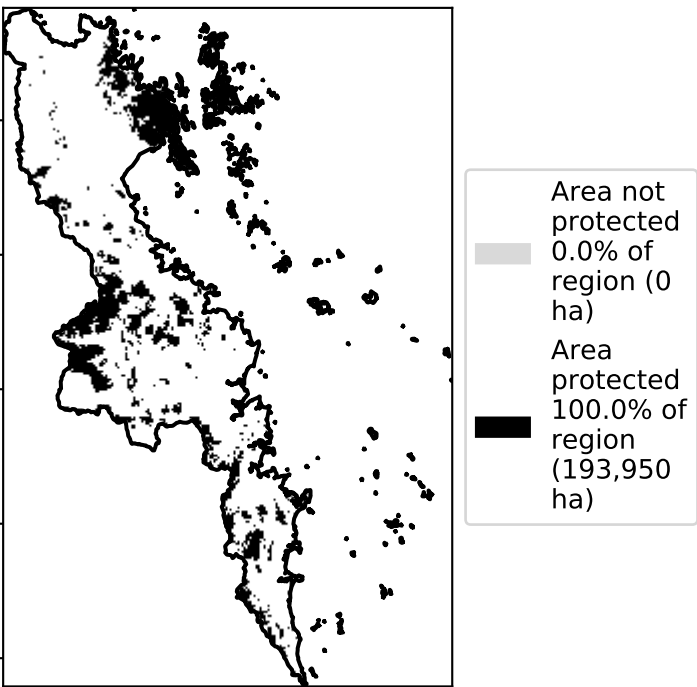 Area not
protected
0.0% of
region (0
ha)
Area
protected
100.0% of
region
(193,950
ha)